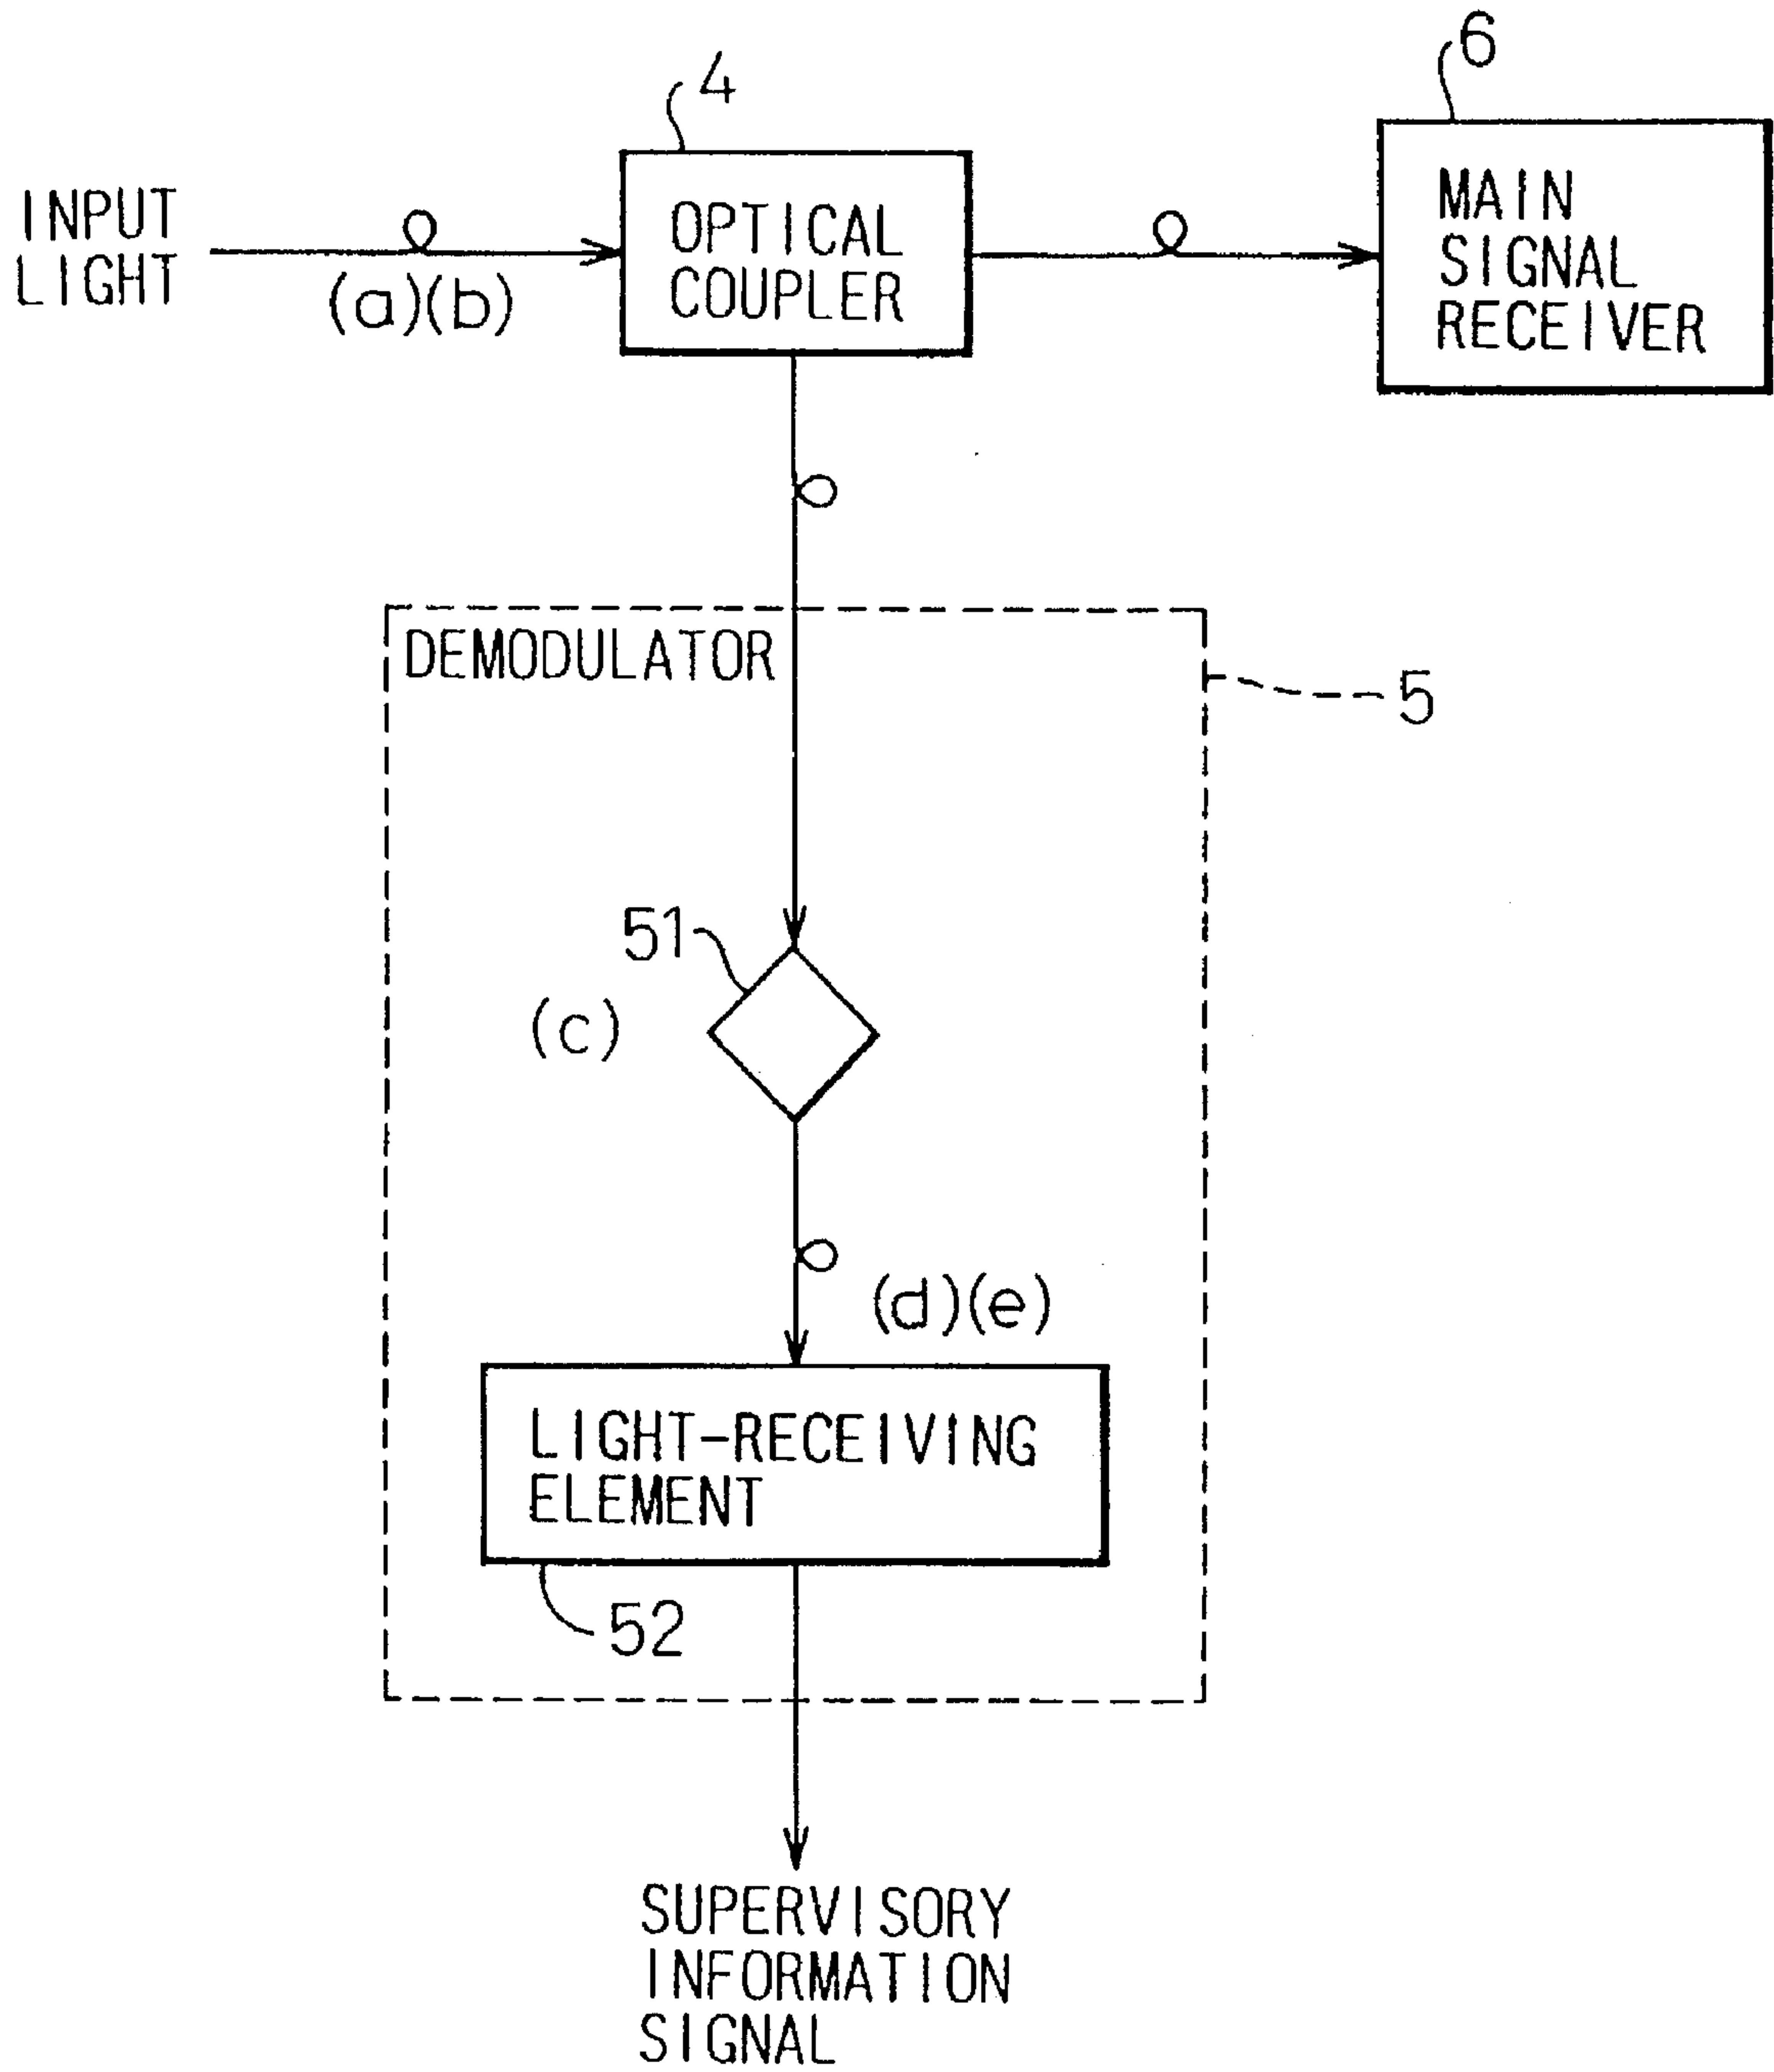 4
6
INPUT
LIGHT
(a)(b)
OPTICAL
COUPLER
MAIN
SIGNAL
RECEIVER
DEMODULATOR
5
51
(c)
(d)(e)
LIGHT-RECEIVING
ELEMENT
52
SUPERVISORY
INFORMATION
SIGNAL